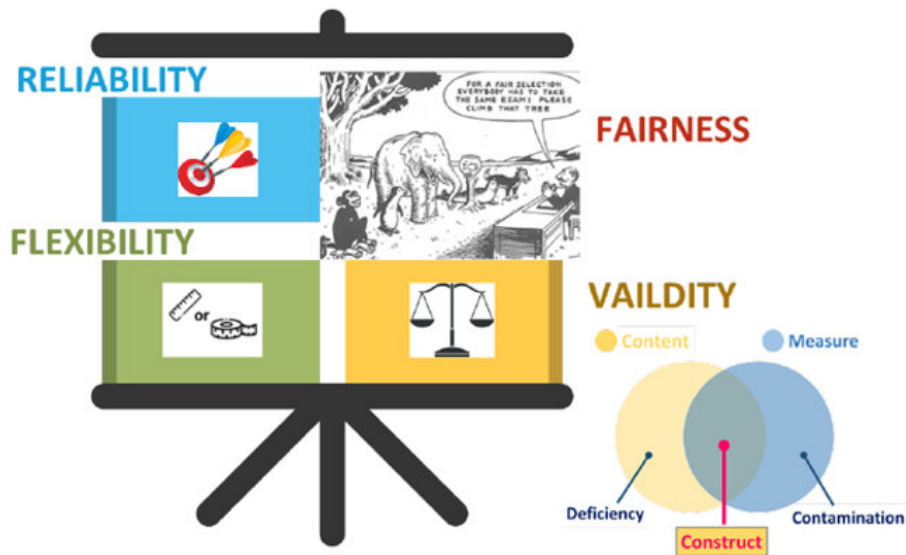 RELIABILITY
FOR A FAIR SELECTION
EVERYBODY HAS TO TAKE
THE SAME EXAM: PLEASE
CLIMB THAT TREE
FAIRNESS
FLEXIBILITY
or
VAILDITY
Content
Measure
Deficiency
Contamination
Construct